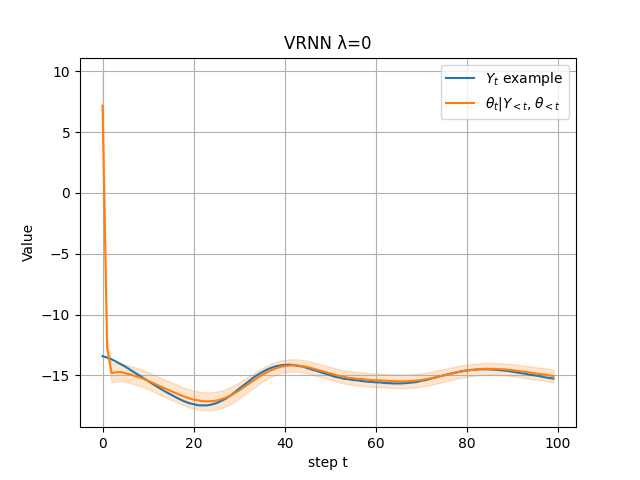 VRNN λ=0
10
5
0
−5
−10
−15
Value
0
20
40
60
80
100
step t
Y_t example
θ_t|Y_{<t}, θ_{<t}